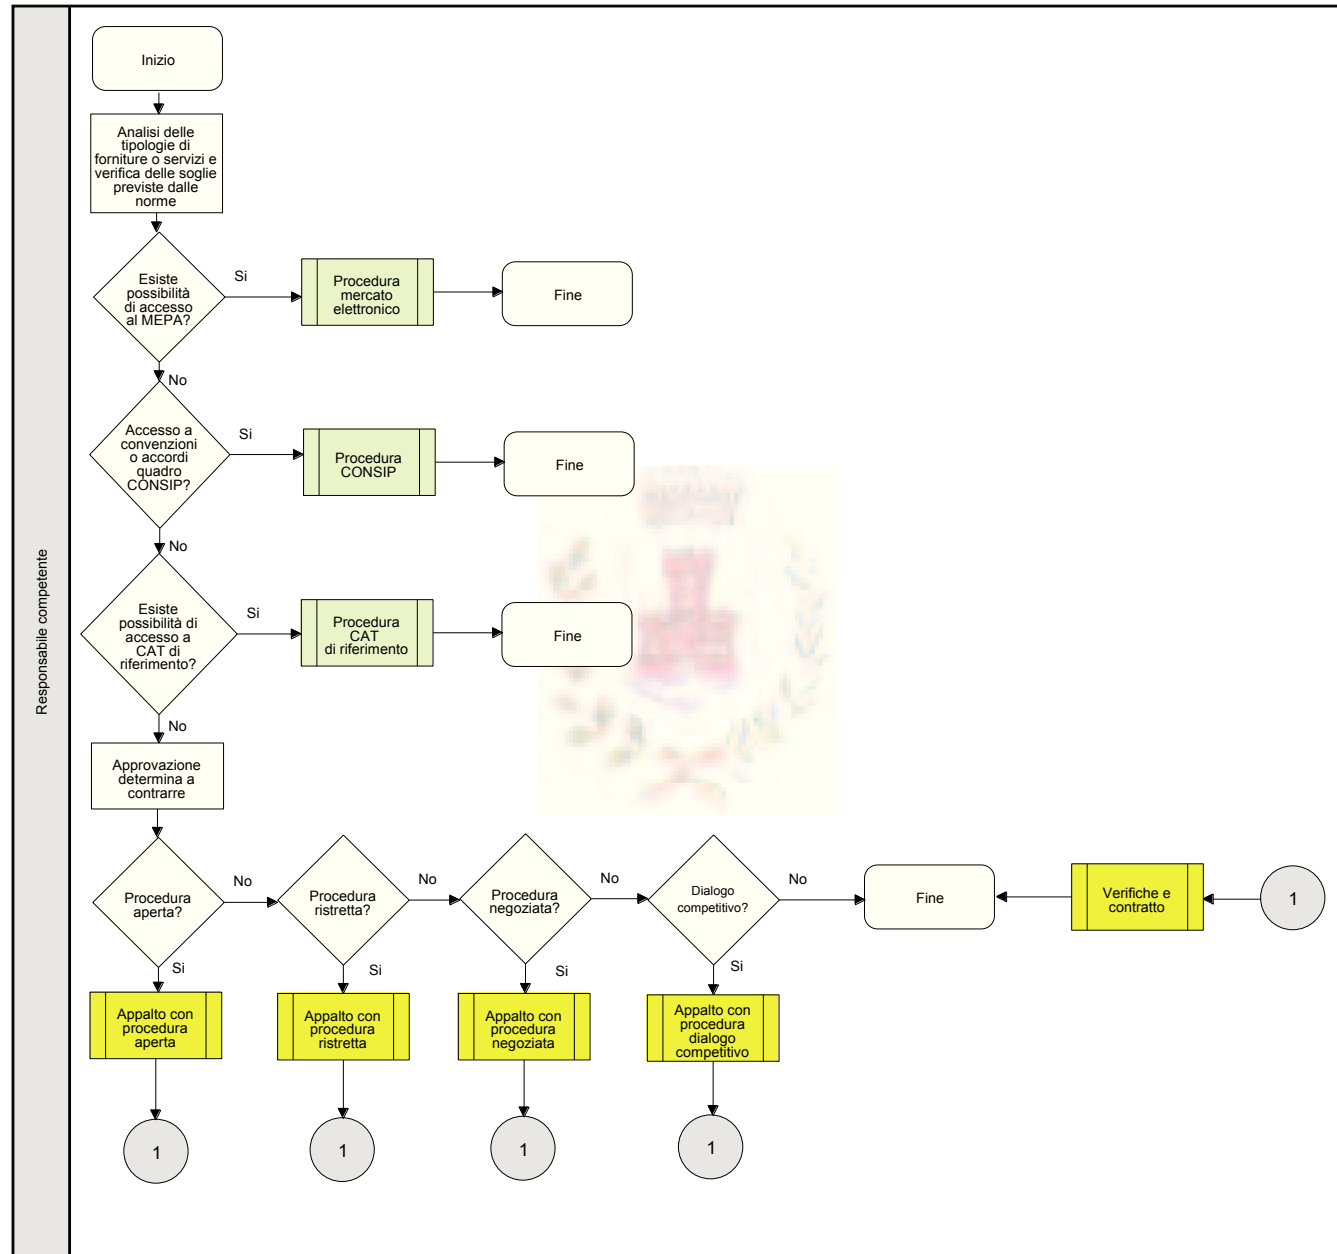 Responsabile competente
Inizio
Analisi delle
tipologie di
forniture o servizi e
verifica delle soglie
previste dalle
norme
Esiste
possibilità
di accesso
al MEPA?
Si
Procedura
mercato
elettronico
Fine
No
Accesso a
convenzioni
o accordi
quadro
CONSIP?
Si
Procedura
CONSIP
Fine
No
Esiste
possibilità di
accesso a
CAT di
riferimento?
Si
Procedura
CAT
di riferimento
Fine
No
Approvazione
determina a
contrarre
Procedura
aperta?
No
Procedura
ristretta?
No
Procedura
negoziata?
No
Dialogo
competitivo?
No
Fine
Verifiche e
contratto
1
Si
Si
Si
Si
Appalto con
procedura
aperta
Appalto con
procedura
ristretta
Appalto con
procedura
negoziata
Appalto con
procedura
dialogo
competitivo
1
1
1
1